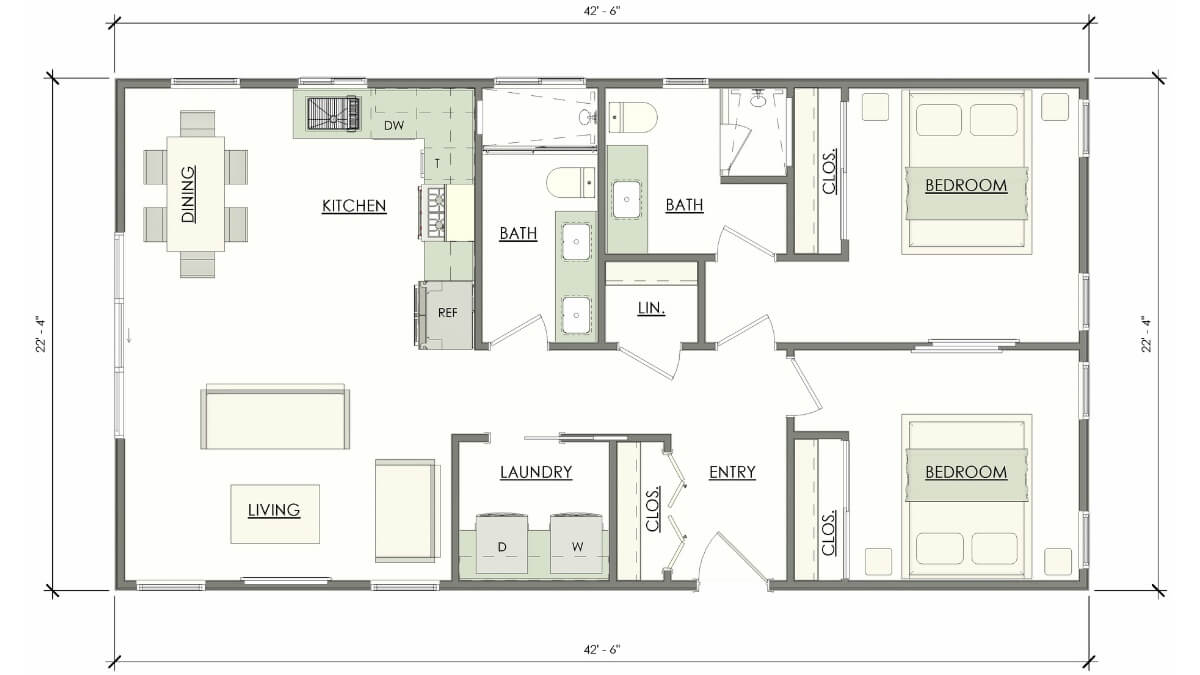 42' - 6"
DW
T
DINING
KITCHEN
CLOS.
BEDROOM
BATH
BATH
REF
LIN.
22' - 4"
22' - 4"
LAUNDRY
ENTRY
BEDROOM
LIVING
CLOS.
CLOS.
D
W
42' - 6"